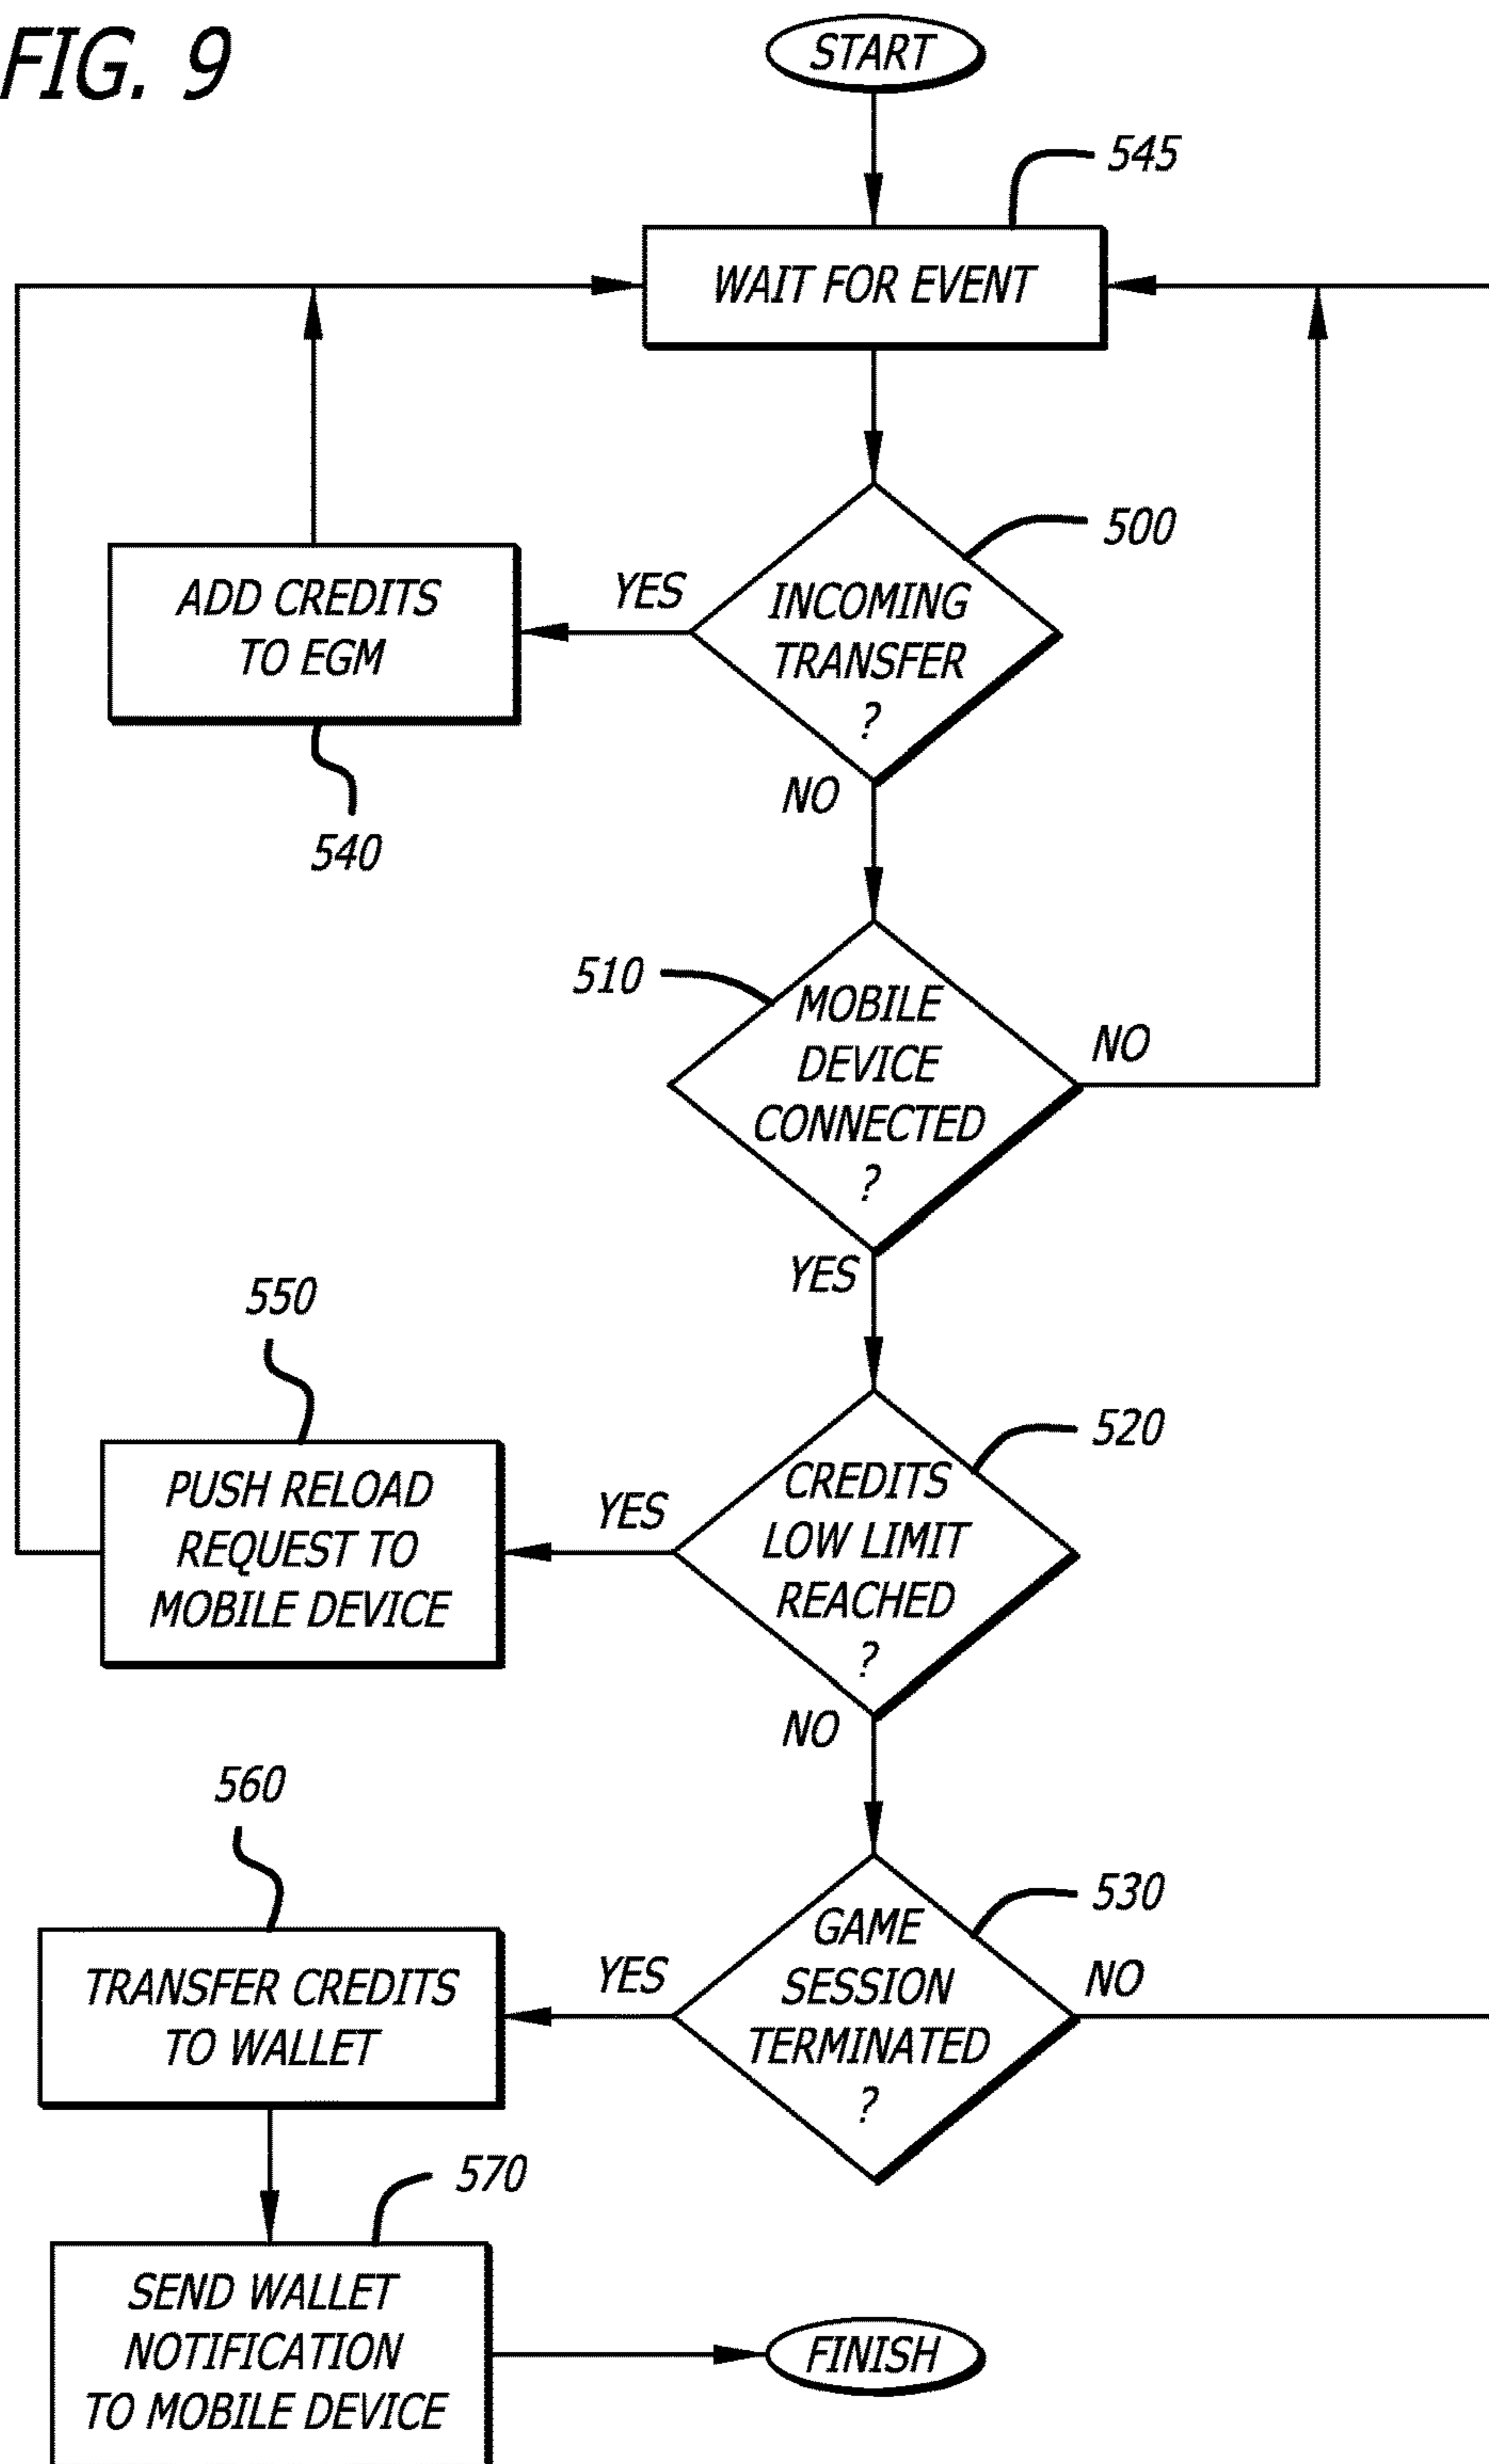 FIG. 9
START
545
WAIT FOR EVENT
500
INCOMING
TRANSFER
?
YES
ADD CREDITS
TO EGM
540
NO
510
MOBILE
DEVICE
CONNECTED
?
NO
YES
550
520
CREDITS
LOW LIMIT
REACHED
?
YES
PUSH RELOAD
REQUEST TO
MOBILE DEVICE
NO
560
530
GAME
SESSION
TERMINATED
?
YES
NO
TRANSFER CREDITS
TO WALLET
570
SEND WALLET
NOTIFICATION
TO MOBILE DEVICE
FINISH